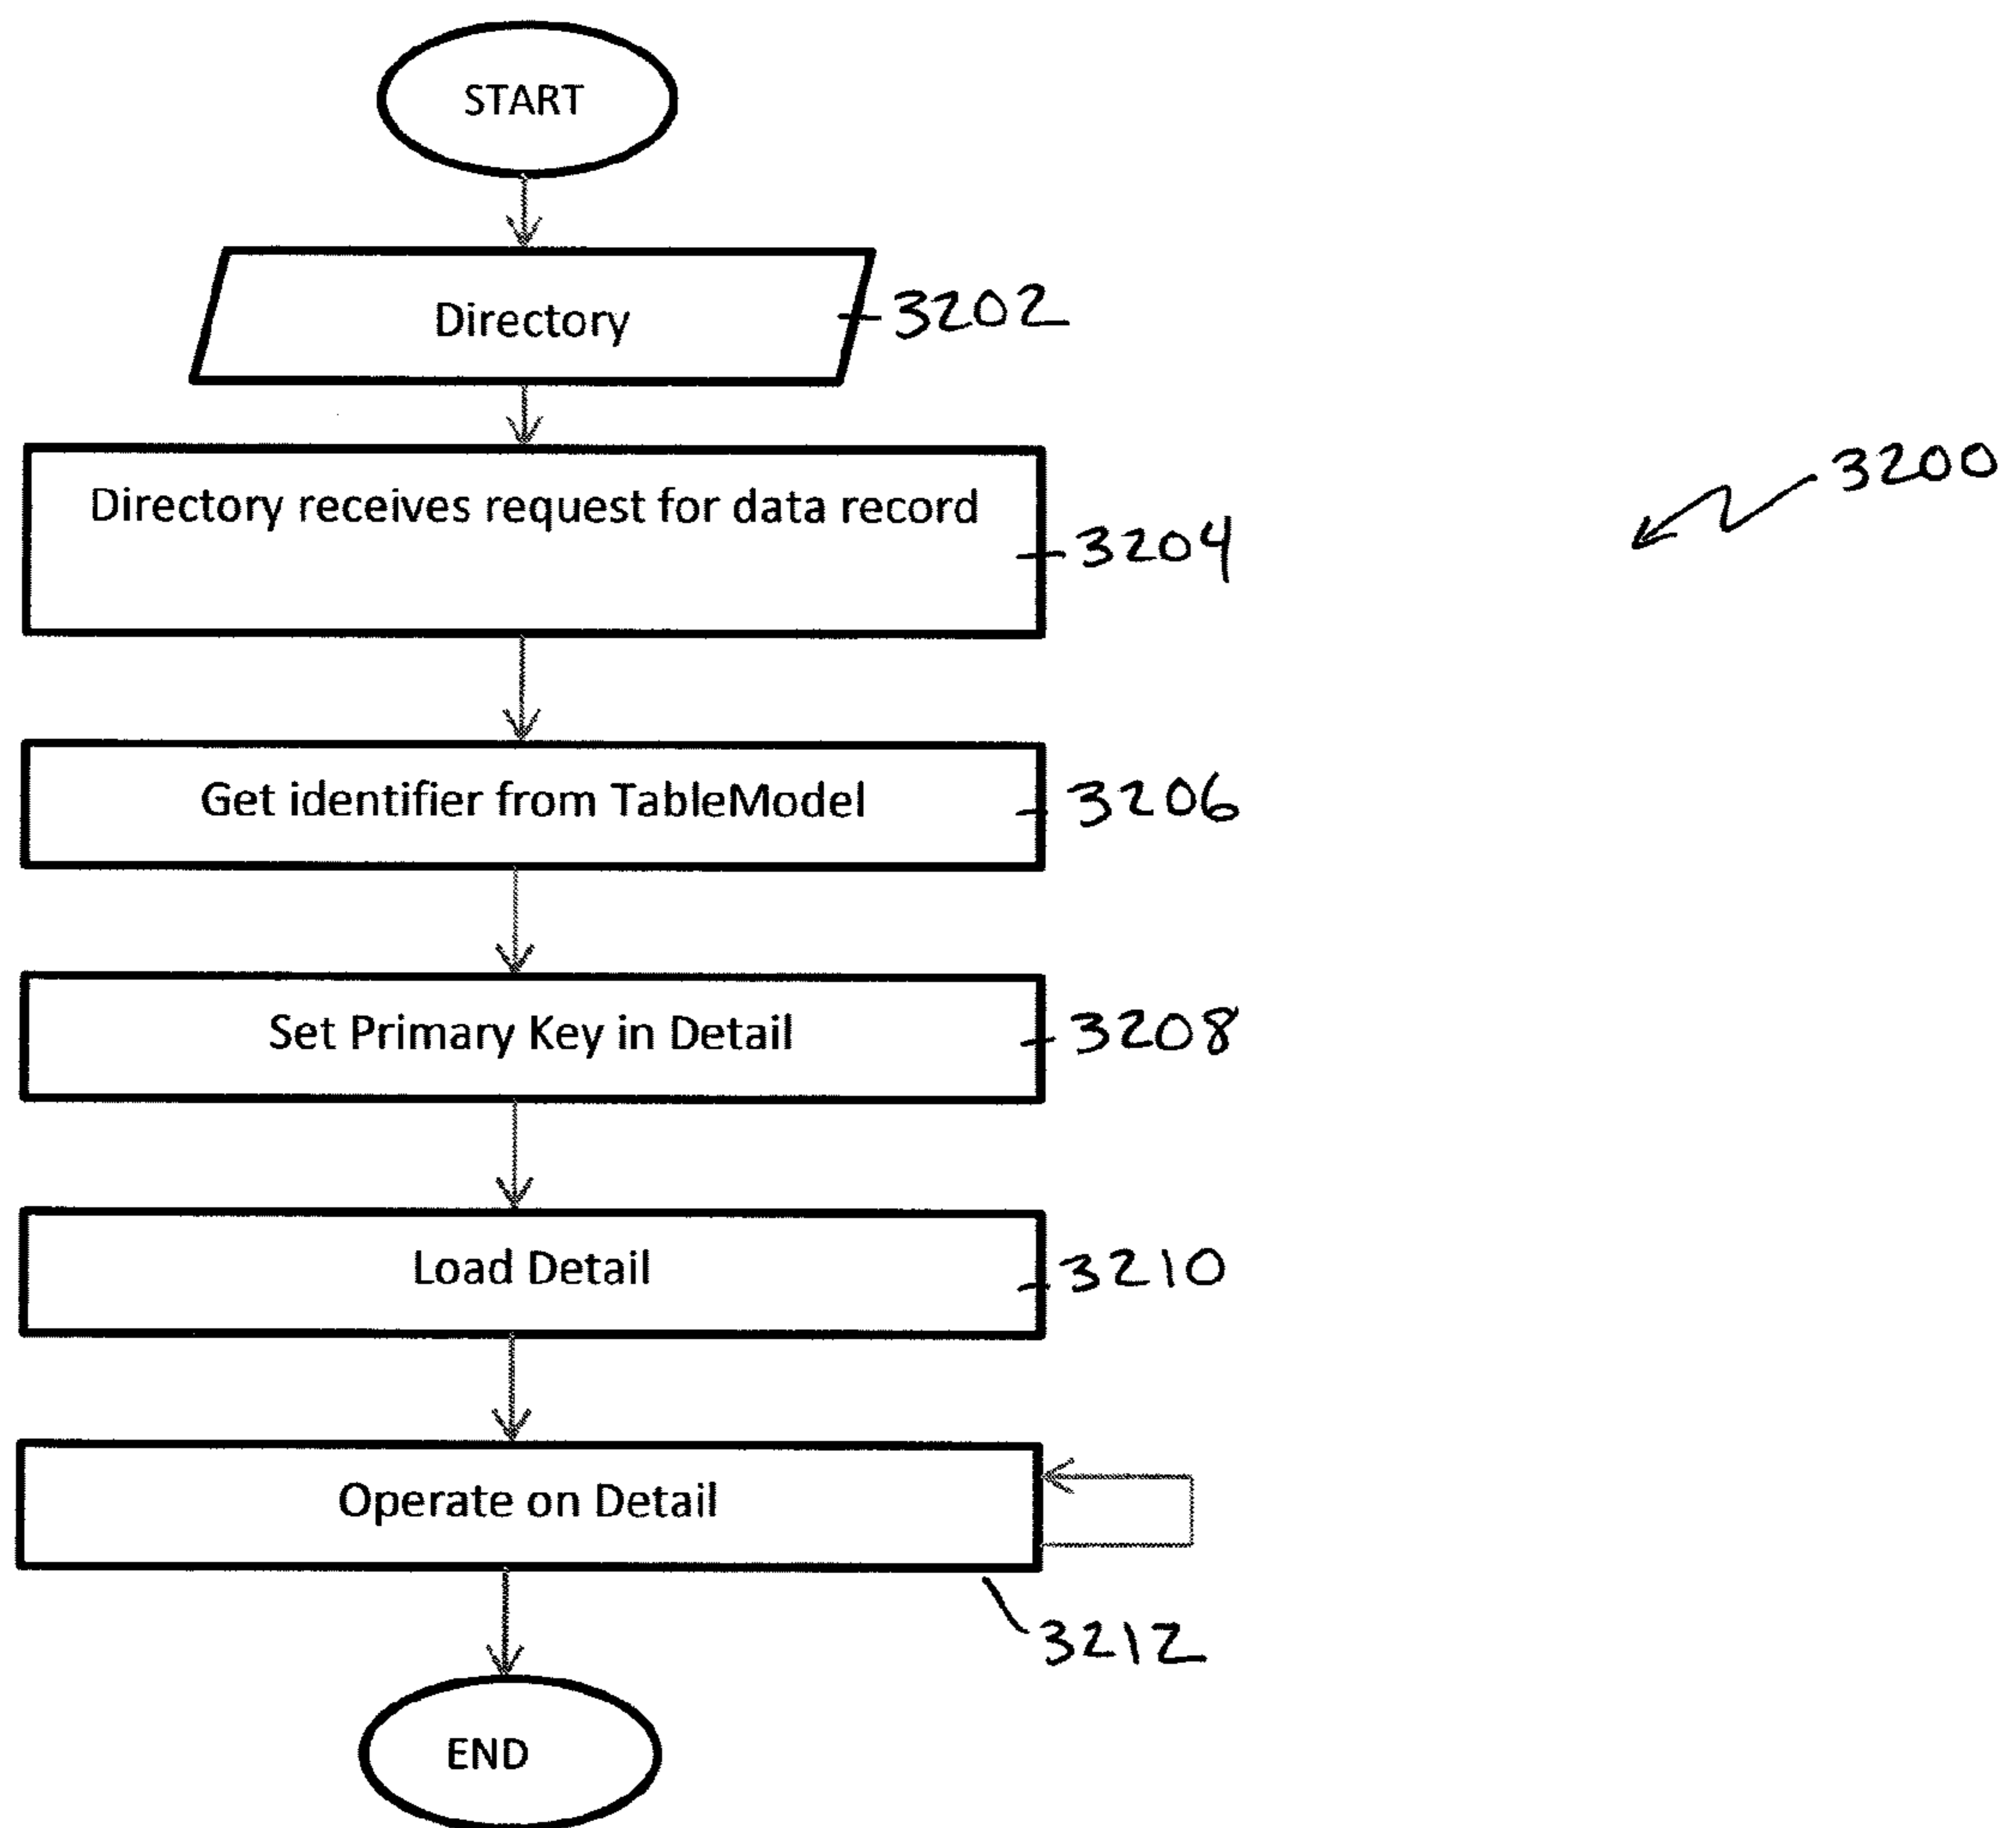 START
Directory
3202
Directory receives request for data record
3204
3200
Get identifier from TableModel
3206
Set Primary Key in Detail
3208
Load Detail
3210
Operate on Detail
3212
END